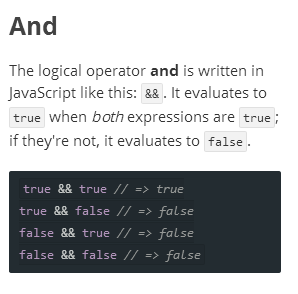 And
The logical operator and is written in
JavaScript like this: &&. It evaluates to
true when both expressions are true;
if they're not, it evaluates to false.
true && true // => true
true && false // => false
false && true // => false
false && false // => false